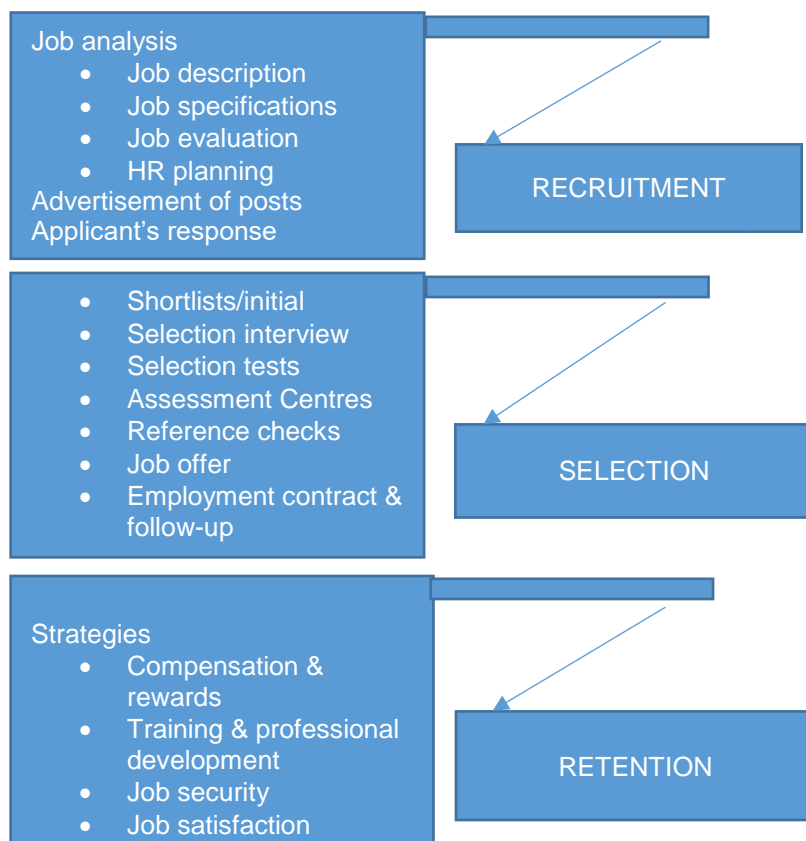 Job analysis
• Job description
• Job specifications
• Job evaluation
• HR planning
Advertisement of posts
Applicant’s response
RECRUITMENT
• Shortlists/initial
• Selection interview
• Selection tests
• Assessment Centres
• Reference checks
• Job offer
• Employment contract &
follow-up
SELECTION
Strategies
• Compensation &
rewards
• Training & professional
development
• Job security
• Job satisfaction
RETENTION